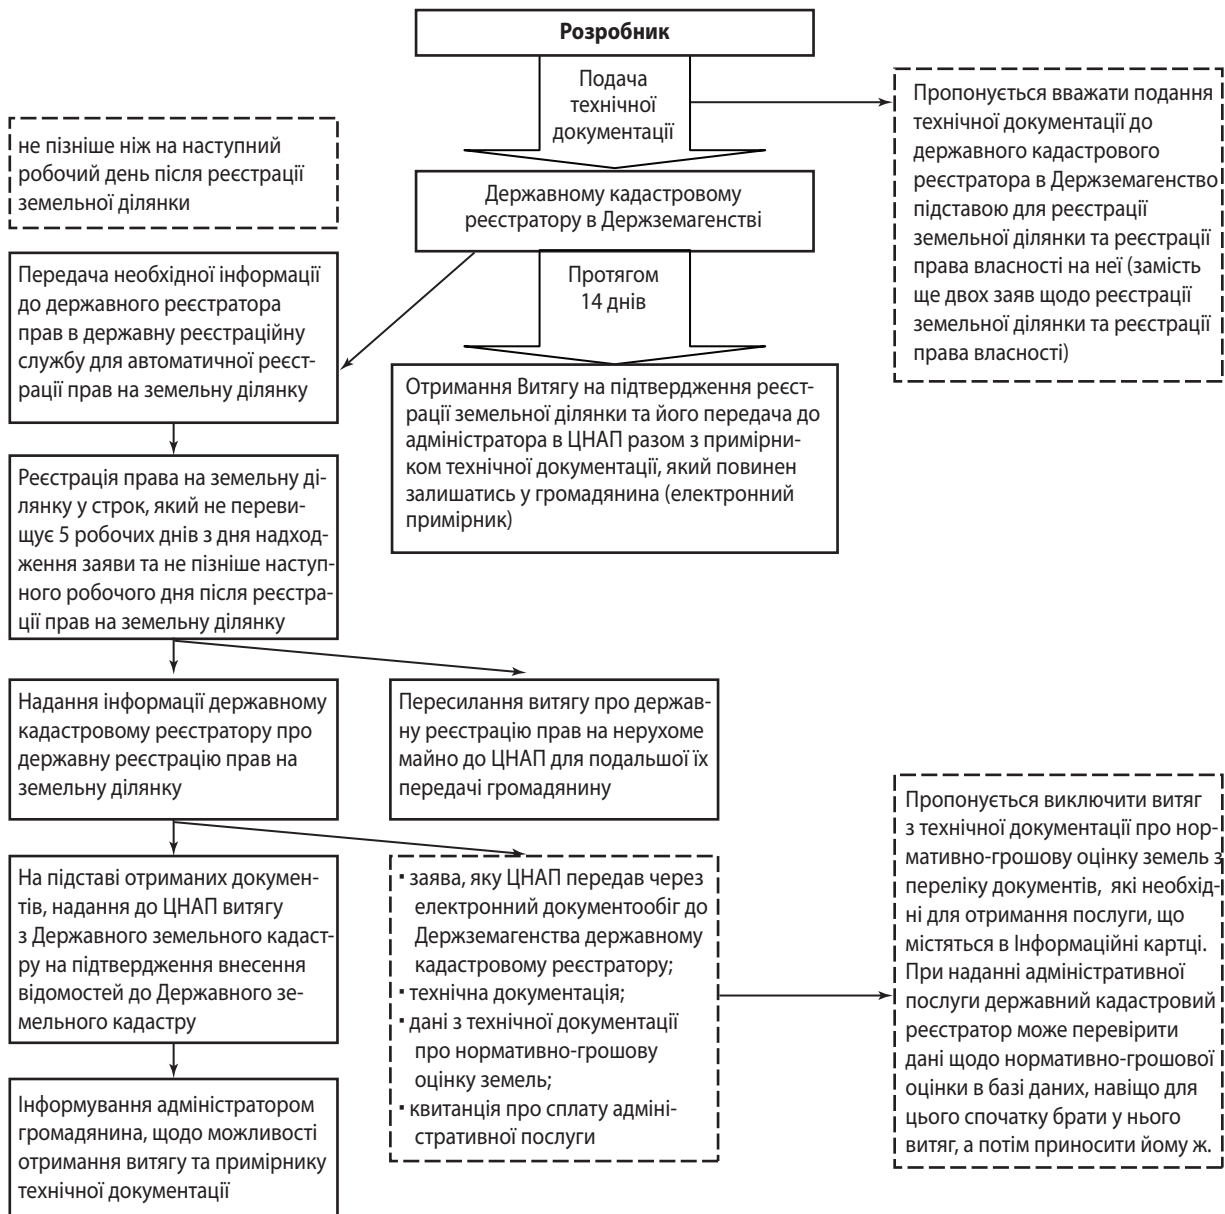 Розробник
Подача
технічної
документації
Пропонується вважати подання
технічної документації до
державного кадастрового
реєстратора в Держземагенство
підставою для реєстрації
земельної ділянки та реєстрації
права власності на неї (замість
ще двох заяв щодо реєстрації
земельної ділянки та реєстрації
права власності)
не пізніше ніж на наступний
робочий день після реєстрації
земельної ділянки
Державному кадастровому
реєстратору в Держземагенстві
Протягом
14 днів
Передача необхідної інформації
до державного реєстратора
прав в державну реєстраційну
службу для автоматичної реєст-
рації прав на земельну ділянку
Отримання Витягу на підтвердження реєст-
рації земельної ділянки та його передача до
адміністратора в ЦНАП разом з примірни-
ком технічної документації, який повинен
залишатись у громадянина (електронний
примірник)
Реєстрація права на земельну ді-
лянку у строк, який не переви-
щує 5 робочих днів з дня надход-
ження заяви та не пізніше наступ-
ного робочого дня після реєстра-
ції прав на земельну ділянку
Надання інформації державному
кадастровому реєстратору про
державну реєстрацію прав на
земельну ділянку
Пересилання витягу про держав-
ну реєстрацію прав на нерухоме
майно до ЦНАП для подальшої їх
передачі громадянину
На підставі отриманих докумен-
тів, надання до ЦНАП витягу
з Державного земельного кадаст-
ру на підтвердження внесення
відомостей до Державного зе-
мельного кадастру
· заява, яку ЦНАП передав через
електронний документообіг до
Держземагенства державному
кадастровому реєстратору;
· технічна документація;
· дані з технічної документації
про нормативно-грошову
оцінку земель;
· квитанція про сплату адміні-
стративної послуги
Пропонується виключити витяг
з технічної документації про нор-
мативно-грошову оцінку земель з
переліку документів, які необхід-
ні для отримання послуги, що
містяться в Інформаційні картці.
При наданні адміністративної
послуги державний кадастровий
реєстратор може перевірити
дані щодо нормативно-грошової
оцінки в базі даних, навіщо для
цього спочатку брати у нього
витяг, а потім приносити йому ж.
Інформування адміністратором
громадянина, щодо можливості
отримання витягу та примірнику
технічної документації